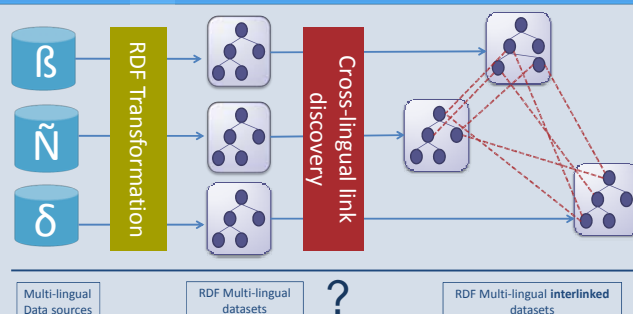 ß
Ñ
δ
RDF Transformation
Cross-lingual link
discovery
Multi-lingual
Data sources
RDF Multi-lingual
datasets
?
RDF Multi-lingual interlinked
datasets